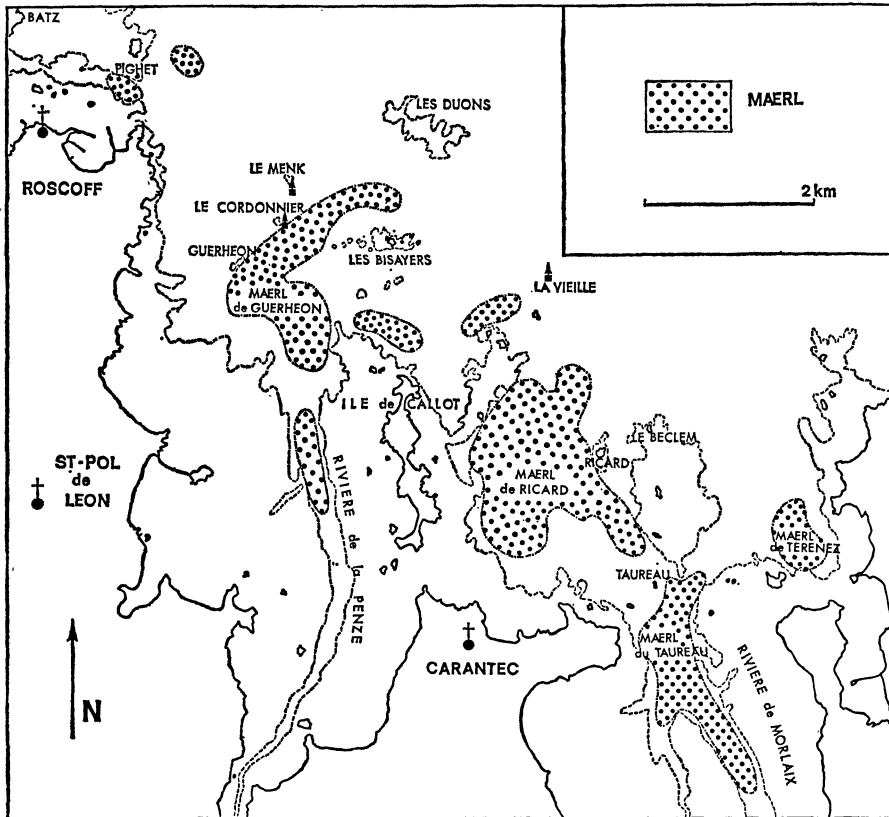 BATZ
PIGHET
ROSCOFF
LES DUONS
MAERL
2 km
LE MENK
LE CORDONNIER
GUERHEON
LES BISAYERS
MAERL
de GUERHEON
LA VIEILLE
ILE de CALLOT
ST-POL
de
LEON
RIVIERE de la PENZE
MAERL
de RICARD
RICARD
LE BECLEM
MAERL
de TERENEZ
TAUREAU
MAERL
du TAUREAU
CARANTEC
RIVIERE de MORLAIX
N